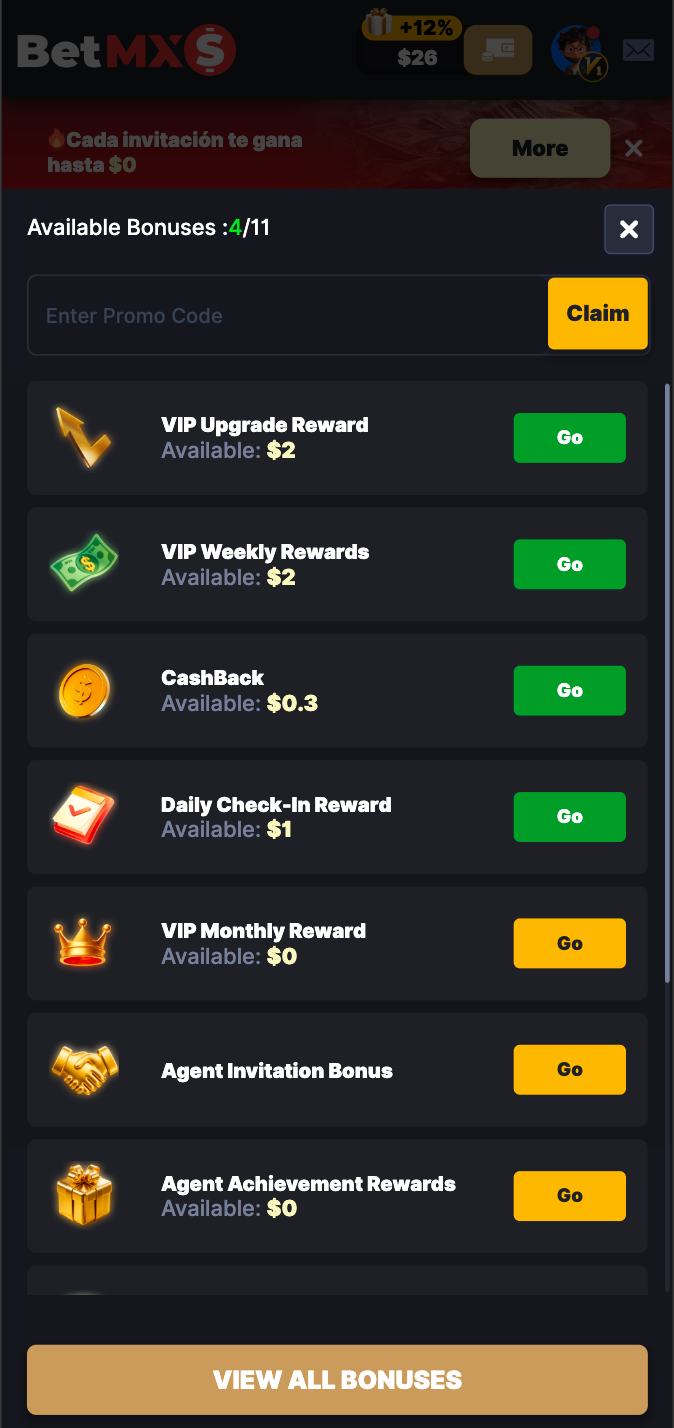 BetMX$
+12%
$26
V1
🔥Cada invitación te gana
hasta $0
More
Available Bonuses :4/11
Enter Promo Code
Claim
VIP Upgrade Reward
Available: $2
Go
VIP Weekly Rewards
Available: $2
Go
CashBack
Available: $0.3
Go
Daily Check-In Reward
Available: $1
Go
VIP Monthly Reward
Available: $0
Go
Agent Invitation Bonus
Go
Agent Achievement Rewards
Available: $0
Go
VIEW ALL BONUSES